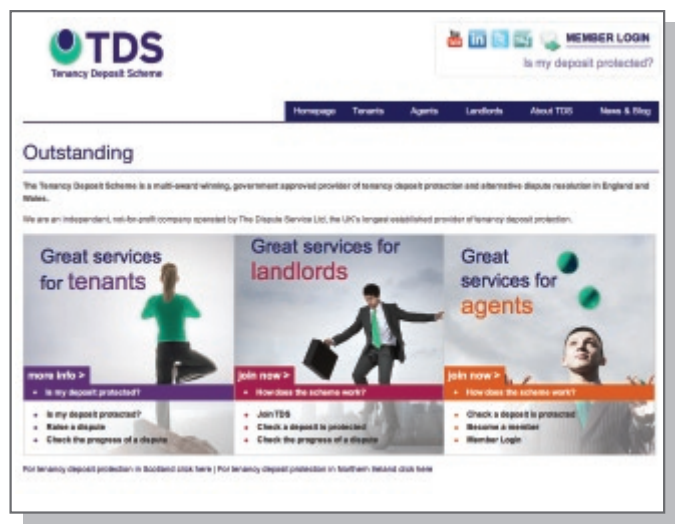 TDS
Tenancy Deposit Scheme
You
in
MEMBER LOGIN
Is my deposit protected?
Homepage Tenants Agents Landlords About TDS News & Blog
Outstanding
The Tenancy Deposit Scheme is a multi-award winning, government approved provider of tenancy deposit protection and alternative dispute resolution in England and
Wales.
We are an independent, not-for-profit company operated by The Dispute Service Ltd, the UK's longest established provider of tenancy deposit protection.
Great services
for tenants
more info >
Is my deposit protected?
Is my deposit protected?
Raise a dispute
Check the progress of a dispute
Great services for
landlords
join now >
How does the scheme work?
Join TDS
Check a deposit is protected
Check the progress of a dispute
Great
services for
agents
join now >
How does the scheme work?
Check a deposit is protected
Become a member
Member Login
For tenancy deposit protection in Scotland click here | For tenancy deposit protection in Northern Ireland click here